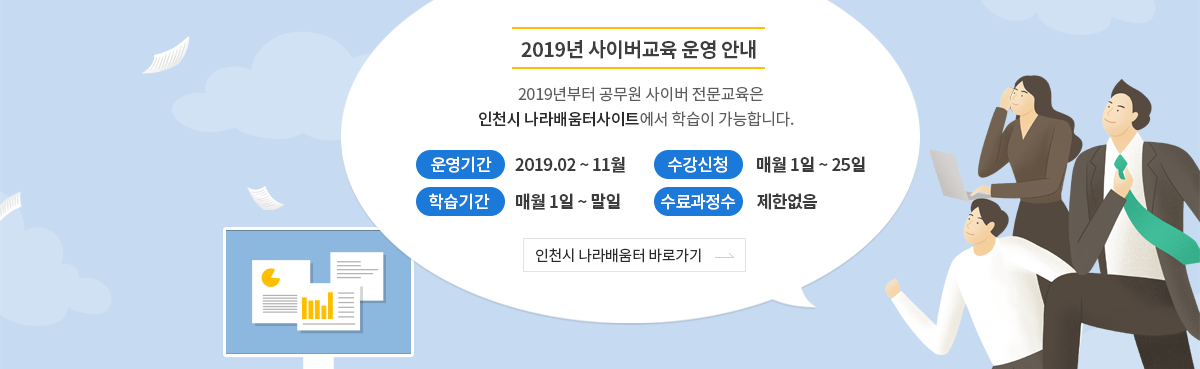 2019년 사이버교육 운영 안내
2019년부터 공무원 사이버 전문교육은
인천시 나라배움터사이트에서 학습이 가능합니다.
운영기간 2019.02 ~ 11월 수강신청 매월 1일 ~ 25일
학습기간 매월 1일 ~ 말일 수료과정수 제한없음
인천시 나라배움터 바로가기